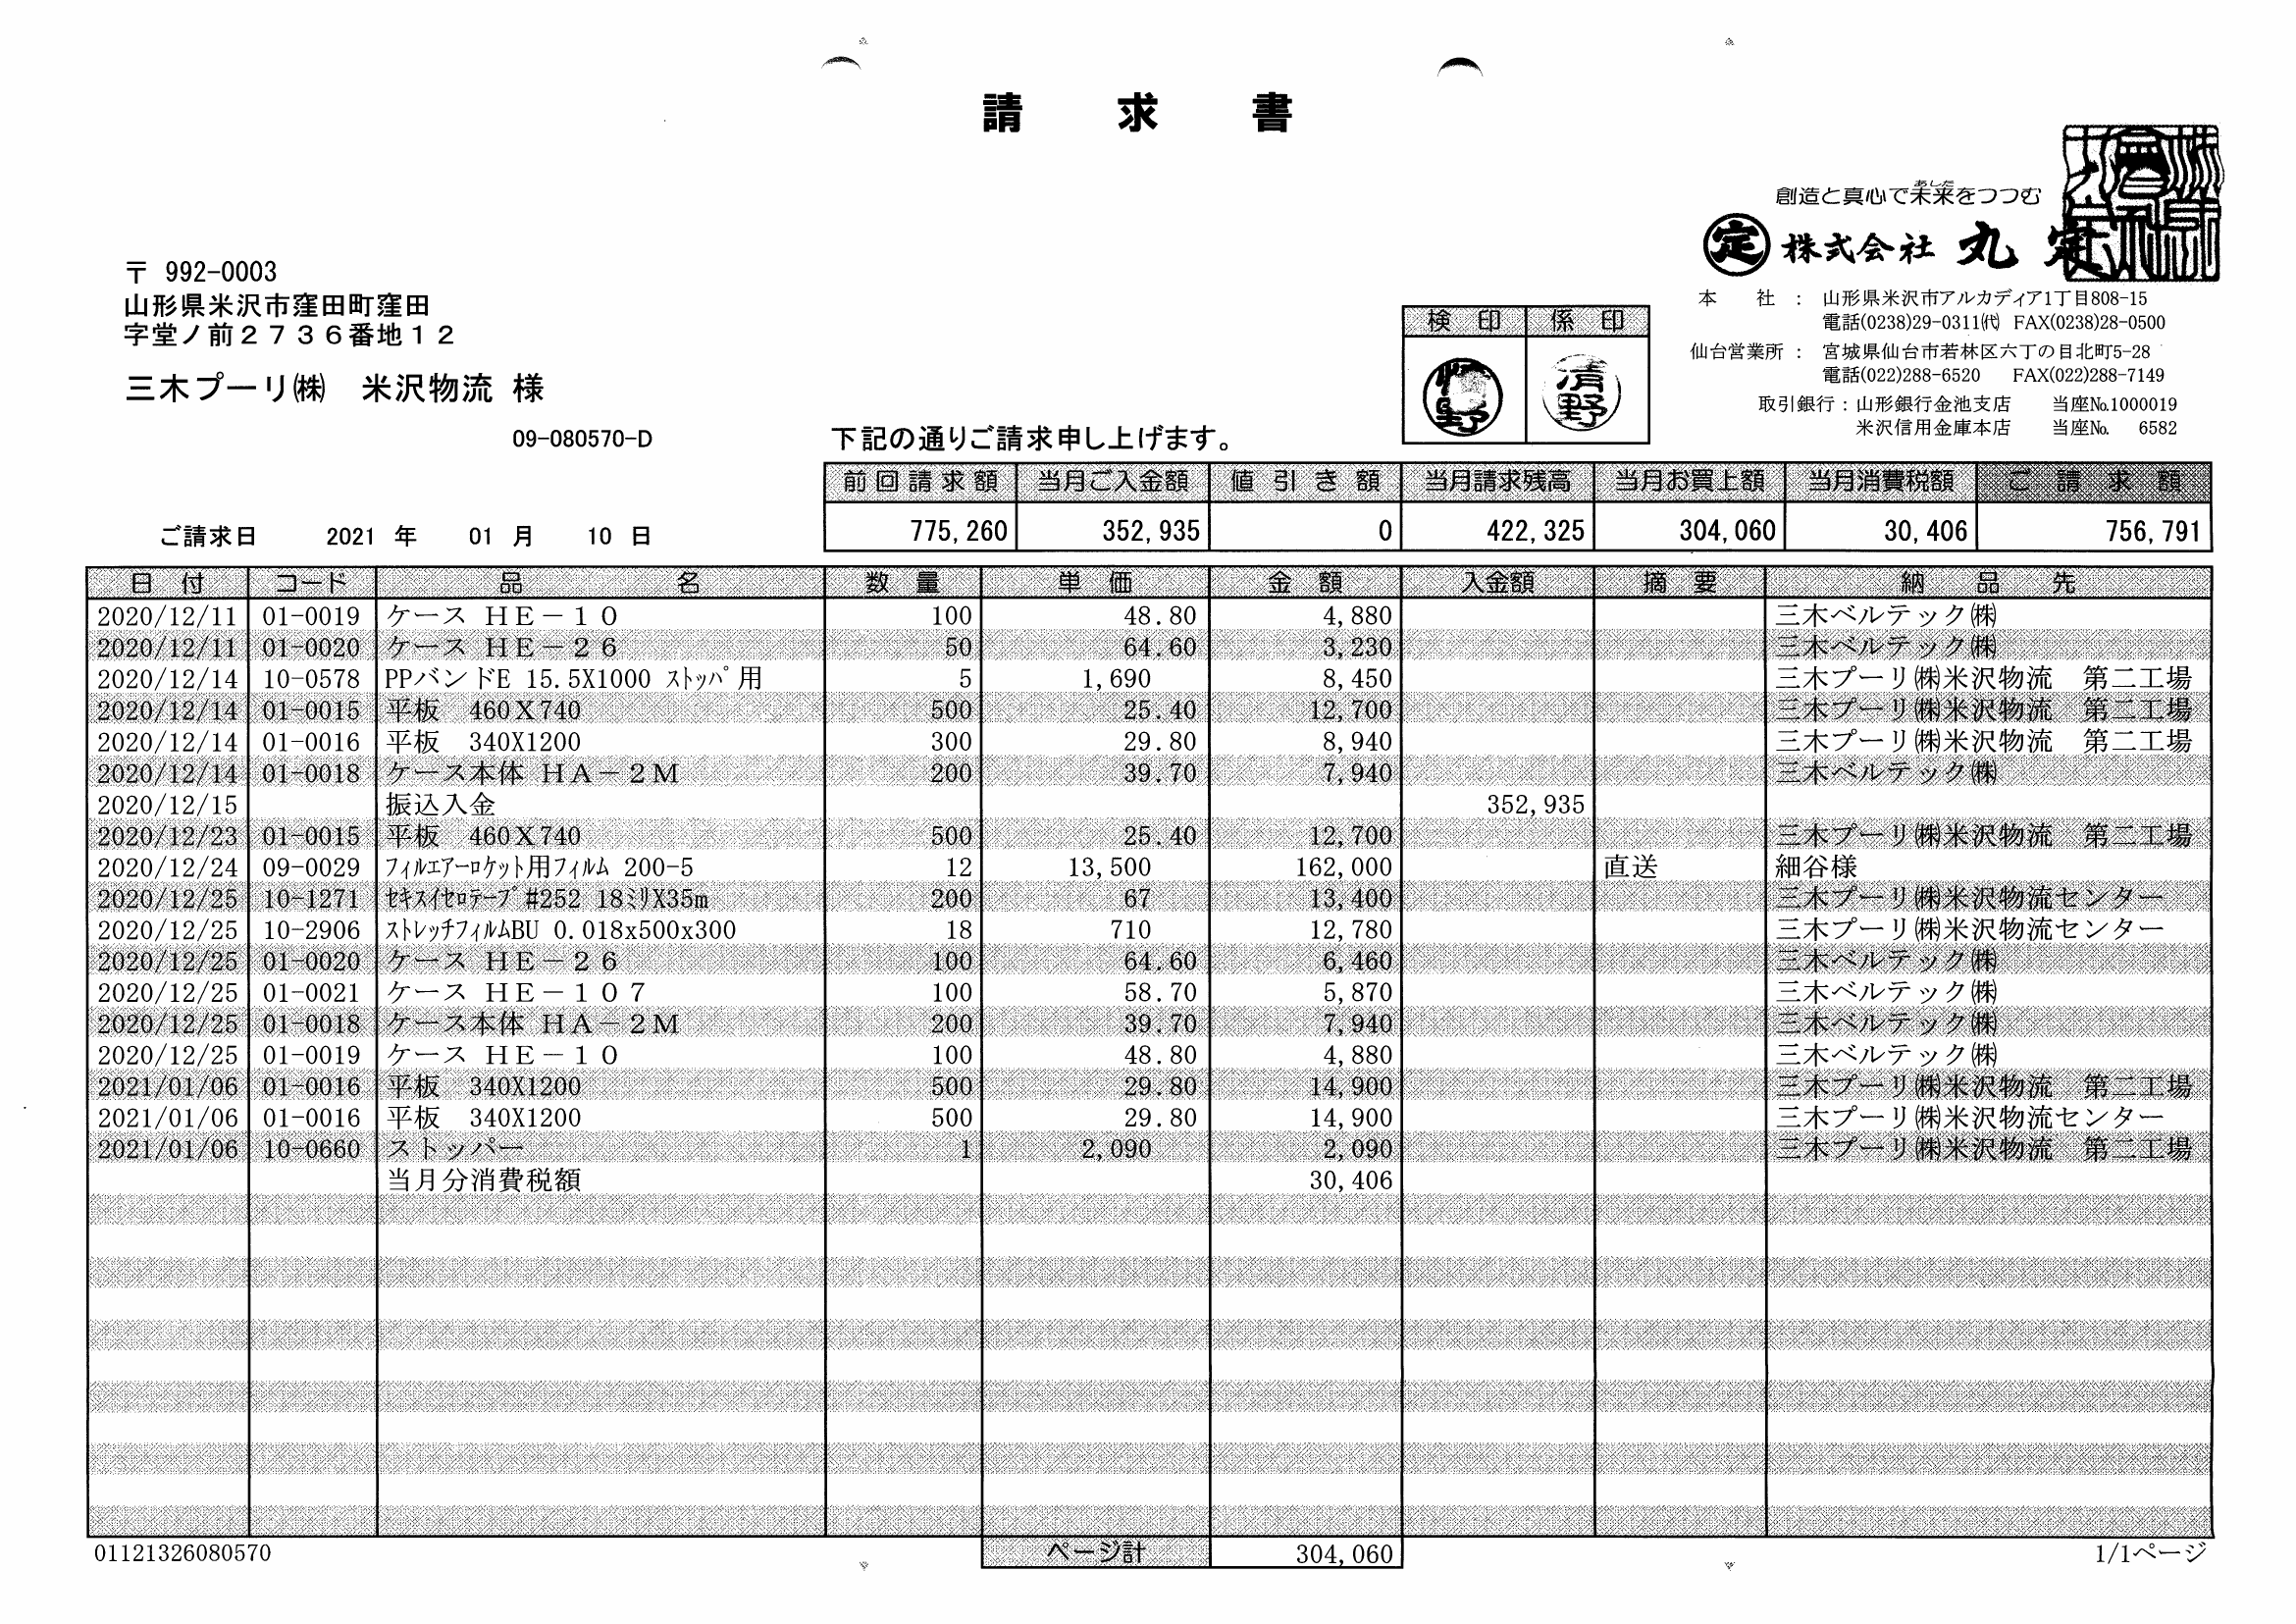 請求書
創造と真心で未来をつつむ
あした
定 株式会社 丸定
〒 992-0003
山形県米沢市窪田町窪田
字堂ノ前２７３６番地１２
三木プーリ㈱　米沢物流 様
09-080570-D
本　社 : 山形県米沢市アルカディア1丁目808-15
電話(0238)29-0311㈹ FAX(0238)28-0500
仙台営業所 : 宮城県仙台市若林区六丁の目北町5-28
電話(022)288-6520　FAX(022)288-7149
取引銀行 : 山形銀行金池支店　当座№1000019
米沢信用金庫本店　当座№ 6582
検印 係印
清野
下記の通りご請求申し上げます。
前回請求額 当月ご入金額 値引き額 当月請求残高 当月お買上額 当月消費税額 ご請求額
775,260 352,935 0 422,325 304,060 30,406 756,791
ご請求日 2021 年 01 月 10 日
日付 コード 品名 数量 単価 金額 入金額 摘要 納品先
2020/12/11 01-0019 ケース ＨＥ－１０ 100 48.80 4,880 三木ベルテック㈱
2020/12/11 01-0020 ケース ＨＥ－２６ 50 64.60 3,230 三木ベルテック㈱
2020/12/14 10-0578 PPバンドE 15.5X1000 ｽﾄｯﾊﾟ用 5 1,690 8,450 三木プーリ㈱米沢物流　第二工場
2020/12/14 01-0015 平板　460Ｘ740 500 25.40 12,700 三木プーリ㈱米沢物流　第二工場
2020/12/14 01-0016 平板　340X1200 300 29.80 8,940 三木プーリ㈱米沢物流　第二工場
2020/12/14 01-0018 ケース本体 ＨＡ－２Ｍ 200 39.70 7,940 三木ベルテック㈱
2020/12/15 振込入金 352,935
2020/12/23 01-0015 平板　460Ｘ740 500 25.40 12,700 三木プーリ㈱米沢物流　第二工場
2020/12/24 09-0029 ﾌｨﾙｴｱｰﾛｹｯﾄ用ﾌｨﾙﾑ 200-5 12 13,500 162,000 直送 細谷様
2020/12/25 10-1271 ｾｷｽｲｾﾛﾃｰﾌﾟ#252 18ﾐﾘX35m 200 67 13,400 三木プーリ㈱米沢物流センター
2020/12/25 10-2906 ｽﾄﾚｯﾁﾌｨﾙﾑBU 0.018x500x300 18 710 12,780 三木プーリ㈱米沢物流センター
2020/12/25 01-0020 ケース ＨＥ－２６ 100 64.60 6,460 三木ベルテック㈱
2020/12/25 01-0021 ケース ＨＥ－１０７ 100 58.70 5,870 三木ベルテック㈱
2020/12/25 01-0018 ケース本体 ＨＡ－２Ｍ 200 39.70 7,940 三木ベルテック㈱
2020/12/25 01-0019 ケース ＨＥ－１０ 100 48.80 4,880 三木ベルテック㈱
2021/01/06 01-0016 平板　340X1200 500 29.80 14,900 三木プーリ㈱米沢物流　第二工場
2021/01/06 01-0016 平板　340X1200 500 29.80 14,900 三木プーリ㈱米沢物流センター
2021/01/06 10-0660 ストッパー 1 2,090 2,090 三木プーリ㈱米沢物流　第二工場
当月分消費税額 30,406
01121326080570 ページ計 304,060 1/1ページ